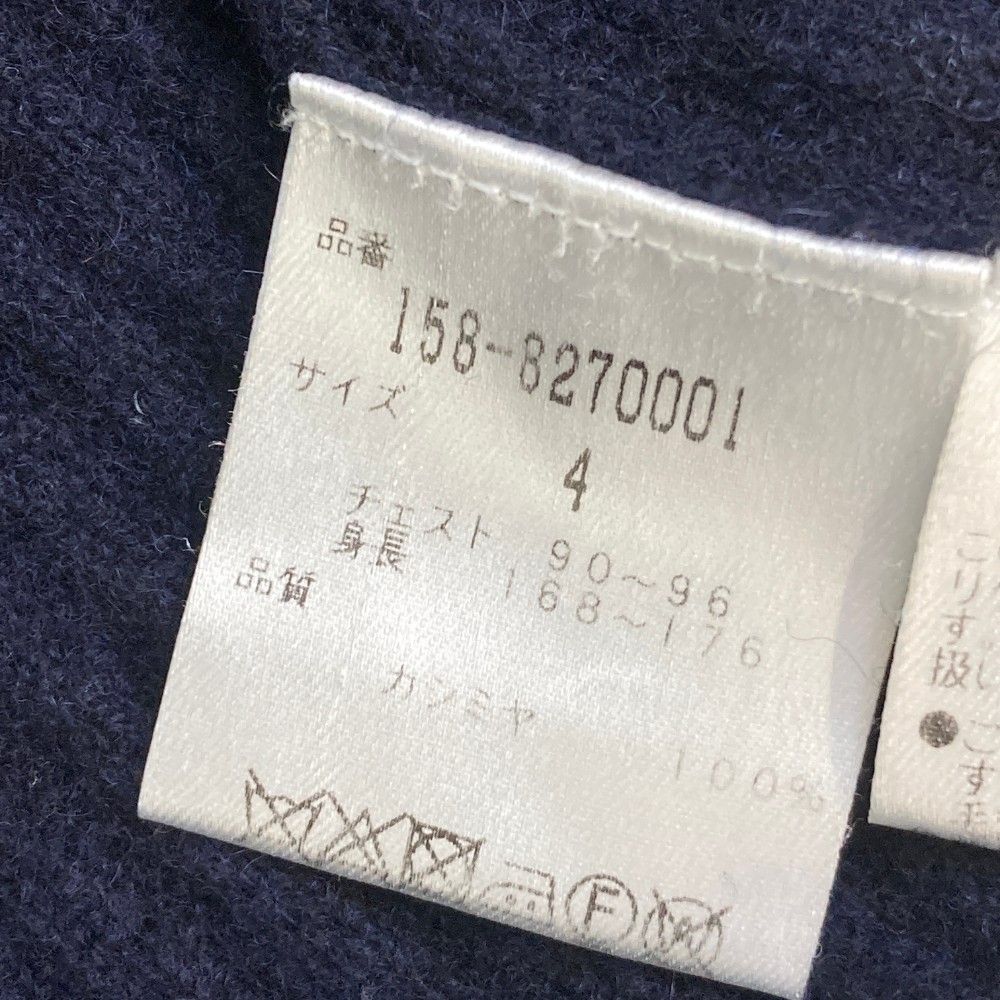 品番
158-8270001
サイズ
4
チェスト 90～96
身長 168～176
品質
カシミヤ
100%
F